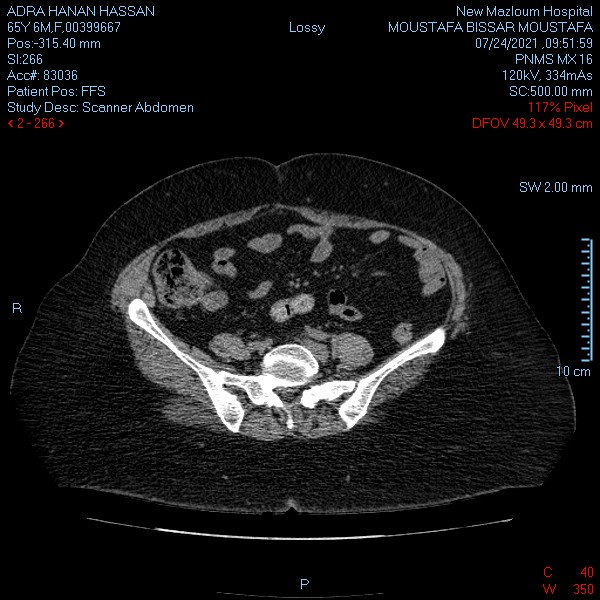 ADRA HANAN HASSAN
65Y 6M,F,00399667
Pos:-315.40 mm
SI:266
Acc#: 83036
Patient Pos: FFS
Study Desc: Scanner Abdomen
< 2 - 266 >
Lossy
New Mazloum Hospital
MOUSTAFA BISSAR MOUSTAFA
07/24/2021 ,09:51:59
PNMS MX 16
120kV, 334mAs
SC:500.00 mm
117% Pixel
DFOV 49.3 x 49.3 cm
SW 2.00 mm
R
10 cm
P
C 40
W 350